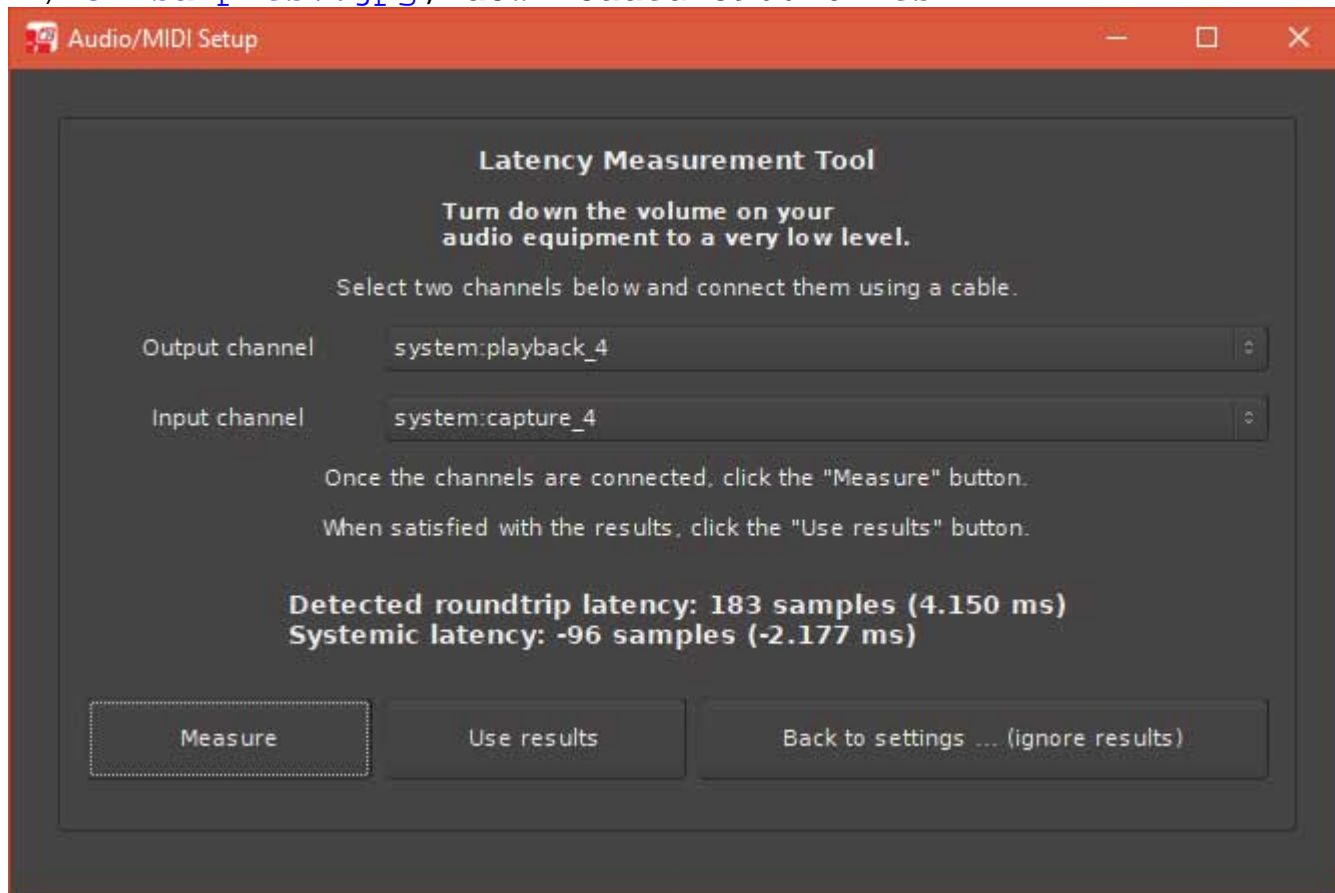 Audio/MIDI Setup
Latency Measurement Tool
Turn down the volume on your
audio equipment to a very low level.
Select two channels below and connect them using a cable.
Output channel system:playback_4
Input channel system:capture_4
Once the channels are connected, click the "Measure" button.
When satisfied with the results, click the "Use results" button.
Detected roundtrip latency: 183 samples (4.150 ms)
Systemic latency: -96 samples (-2.177 ms)
Measure Use results Back to settings ... (ignore results)